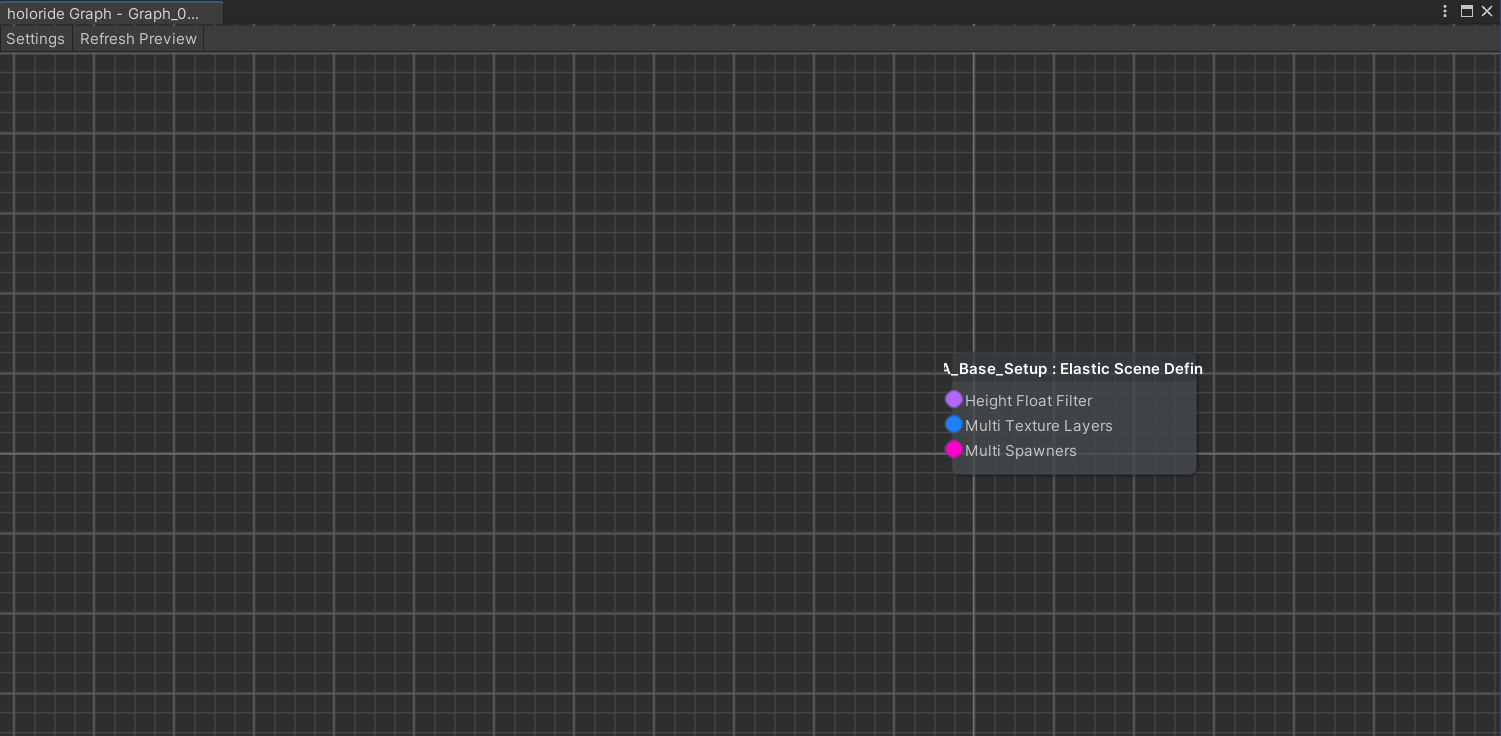 holoride Graph - Graph_0...
Settings
Refresh Preview
A_Base_Setup : Elastic Scene Defin
Height Float Filter
Multi Texture Layers
Multi Spawners